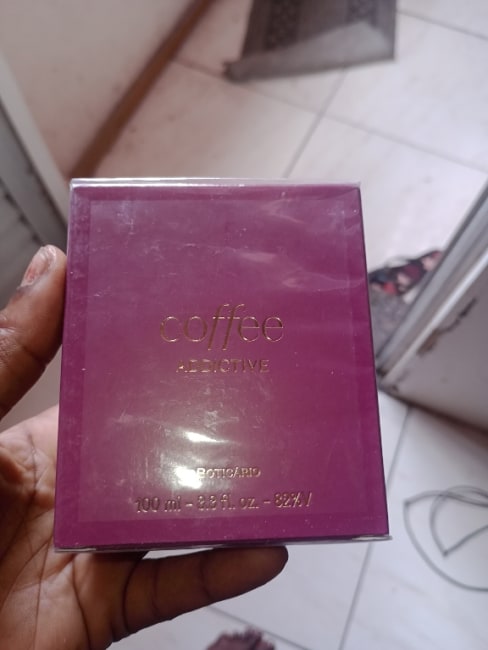 coffee
ADDICTIVE
BOTICÁRIO
100 ml - 3.3 fl. oz. - 82% V